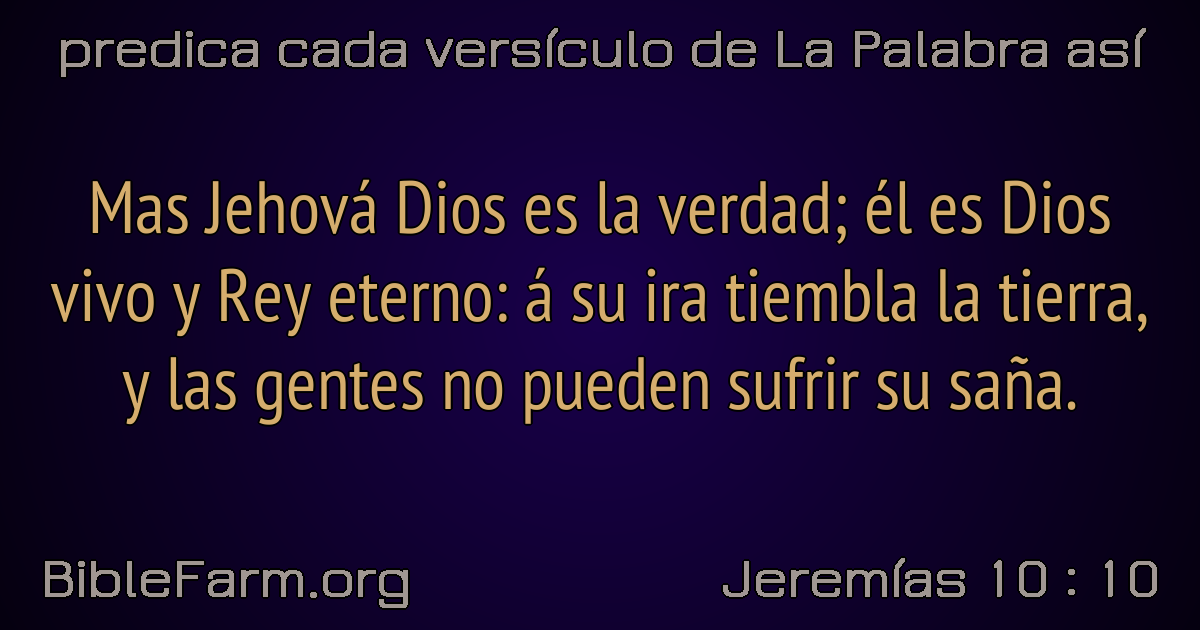 predica cada versículo de La Palabra así
Mas Jehová Dios es la verdad; él es Dios
vivo y Rey eterno: á su ira tiembla la tierra,
y las gentes no pueden sufrir su saña.
BibleFarm.org
Jeremías 10 : 10